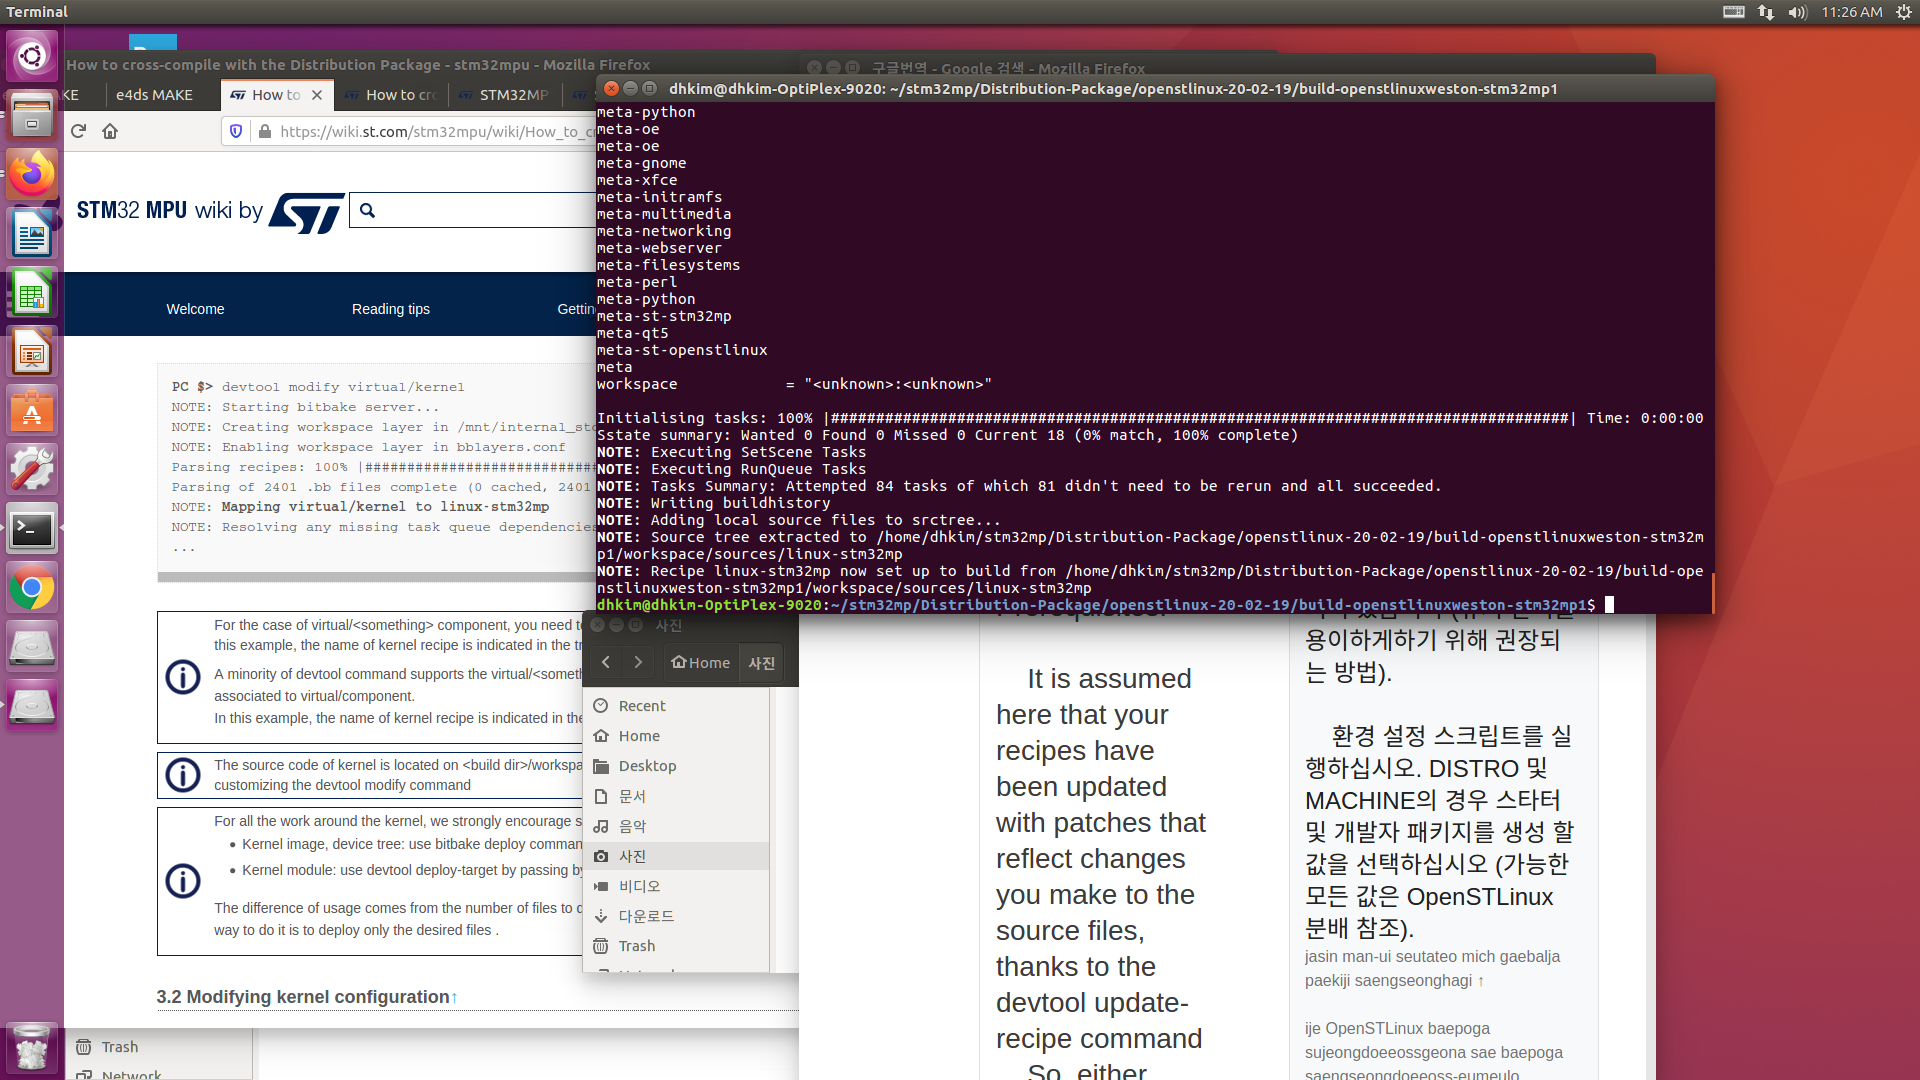 Terminal
11:26 AM
How to cross-compile with the Distribution Package - stm32mpu - Mozilla Firefox
구글번역 - Google 검색 - Mozilla Firefox
KE
e4ds MAKE
How to
How to cro
STM32MP
https://wiki.st.com/stm32mpu/wiki/How_to_c
STM32 MPU wiki by ST
Welcome
Reading tips
Gettin
PC $> devtool modify virtual/kernel
NOTE: Starting bitbake server...
NOTE: Creating workspace layer in /mnt/internal_sto
NOTE: Enabling workspace layer in bblayers.conf
Parsing recipes: 100% |############################
Parsing of 2401 .bb files complete (0 cached, 2401
NOTE: Mapping virtual/kernel to linux-stm32mp
NOTE: Resolving any missing task queue dependencies
...
For the case of virtual/<something> component, you need t
this example, the name of kernel recipe is indicated in the tr
A minority of devtool command supports the virtual/<someth
associated to virtual/component.
In this example, the name of kernel recipe is indicated in the
The source code of kernel is located on <build dir>/workspa
customizing the devtool modify command
For all the work around the kernel, we strongly encourage s
Kernel image, device tree: use bitbake deploy comman
Kernel module: use devtool deploy-target by passing by
The difference of usage comes from the number of files to d
way to do it is to deploy only the desired files .
3.2 Modifying kernel configuration↑
Trash
Network
dhkim@dhkim-OptiPlex-9020: ~/stm32mp/Distribution-Package/openstlinux-20-02-19/build-openstlinuxweston-stm32mp1
meta-python
meta-oe
meta-oe
meta-gnome
meta-xfce
meta-initramfs
meta-multimedia
meta-networking
meta-webserver
meta-filesystems
meta-perl
meta-python
meta-st-stm32mp
meta-qt5
meta-st-openstlinux
meta
workspace            = "<unknown>:<unknown>"
Initialising tasks: 100% |##################################################################################| Time: 0:00:00
Sstate summary: Wanted 0 Found 0 Missed 0 Current 18 (0% match, 100% complete)
NOTE: Executing SetScene Tasks
NOTE: Executing RunQueue Tasks
NOTE: Tasks Summary: Attempted 84 tasks of which 81 didn't need to be rerun and all succeeded.
NOTE: Writing buildhistory
NOTE: Adding local source files to srctree...
NOTE: Source tree extracted to /home/dhkim/stm32mp/Distribution-Package/openstlinux-20-02-19/build-openstlinuxweston-stm32m
p1/workspace/sources/linux-stm32mp
NOTE: Recipe linux-stm32mp now set up to build from /home/dhkim/stm32mp/Distribution-Package/openstlinux-20-02-19/build-ope
nstlinuxweston-stm32mp1/workspace/sources/linux-stm32mp
dhkim@dhkim-OptiPlex-9020:~/stm32mp/Distribution-Package/openstlinux-20-02-19/build-openstlinuxweston-stm32mp1$
사진
Home
사진
Recent
Home
Desktop
문서
음악
사진
비디오
다운로드
Trash
It is assumed
here that your
recipes have
been updated
with patches that
reflect changes
you make to the
source files,
thanks to the
devtool update-
recipe command
So, either
용이하게하기 위해 권장되
는 방법).
환경 설정 스크립트를 실
행하십시오. DISTRO 및
MACHINE의 경우 스타터
및 개발자 패키지를 생성 할
값을 선택하십시오 (가능한
모든 값은 OpenSTLinux
분배 참조).
jasin man-ui seutateo mich gaebalja
paekiji saengseonghagi ↑
ije OpenSTLinux baepoga
sujeongdoeeossgeona sae baepoga
saengseongdoeeoss-eumeulo